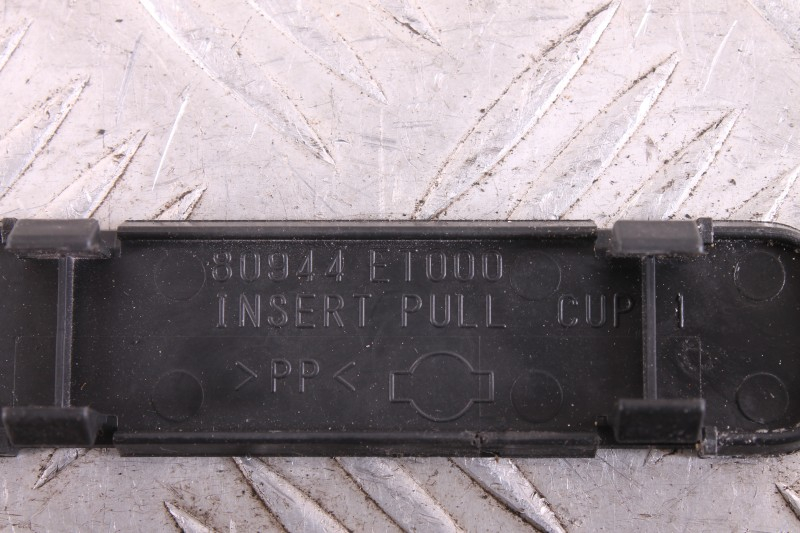 80944 ET000
INSERT PULL CUP 1
>PP<